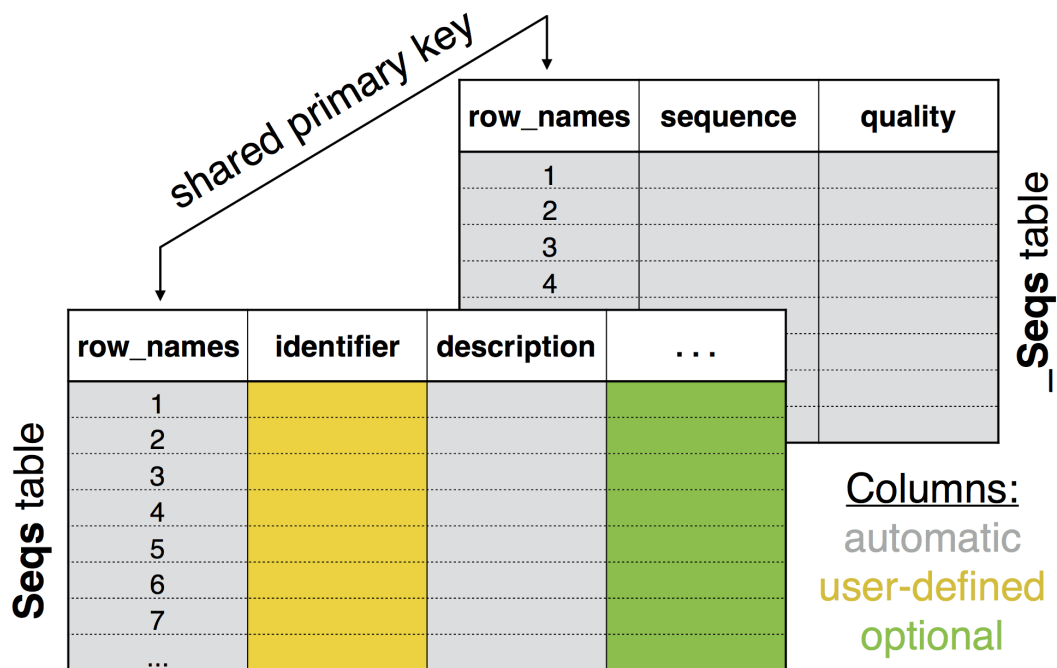 shared primary key
row_names sequence quality
1
2
3
4
_Seqs table
row_names identifier description ...
1
2
3
4
5
6
7
...
Seqs table
Columns:
automatic
user-defined
optional